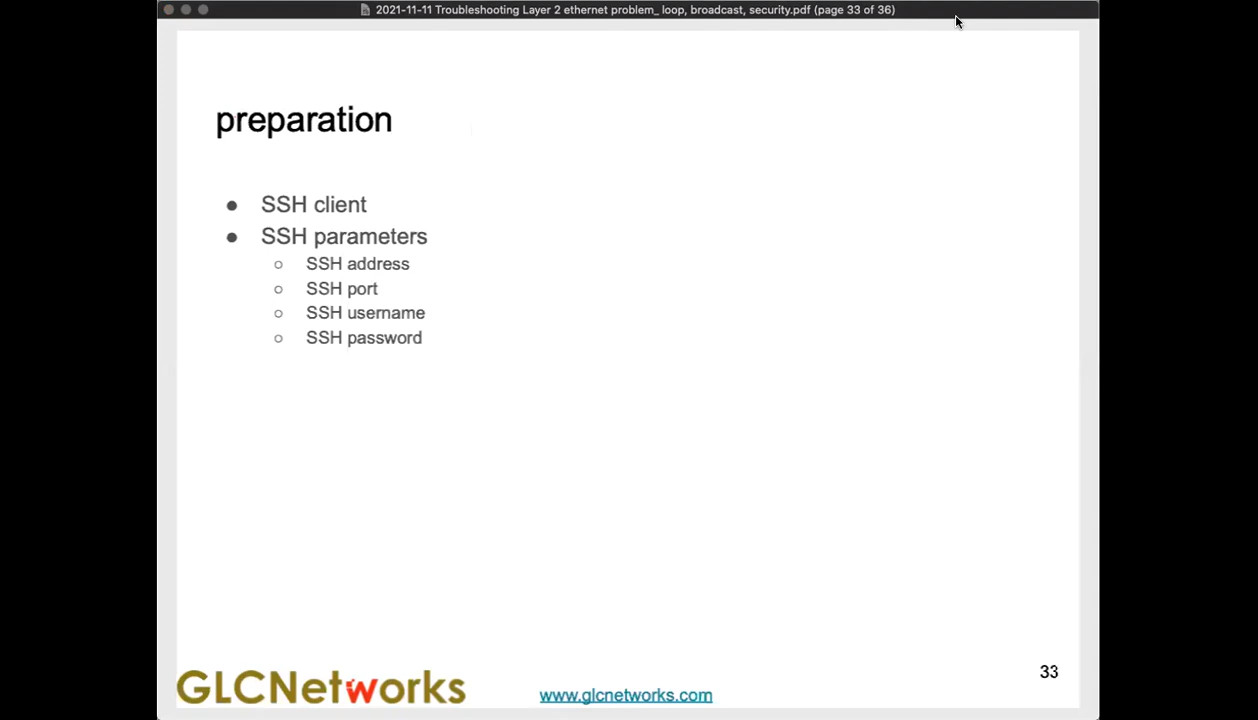 2021-11-11 Troubleshooting Layer 2 ethernet problem_ loop, broadcast, security.pdf (page 33 of 36)
preparation
● SSH client
● SSH parameters
○ SSH address
○ SSH port
○ SSH username
○ SSH password
33
GLCNetworks
www.glcnetworks.com